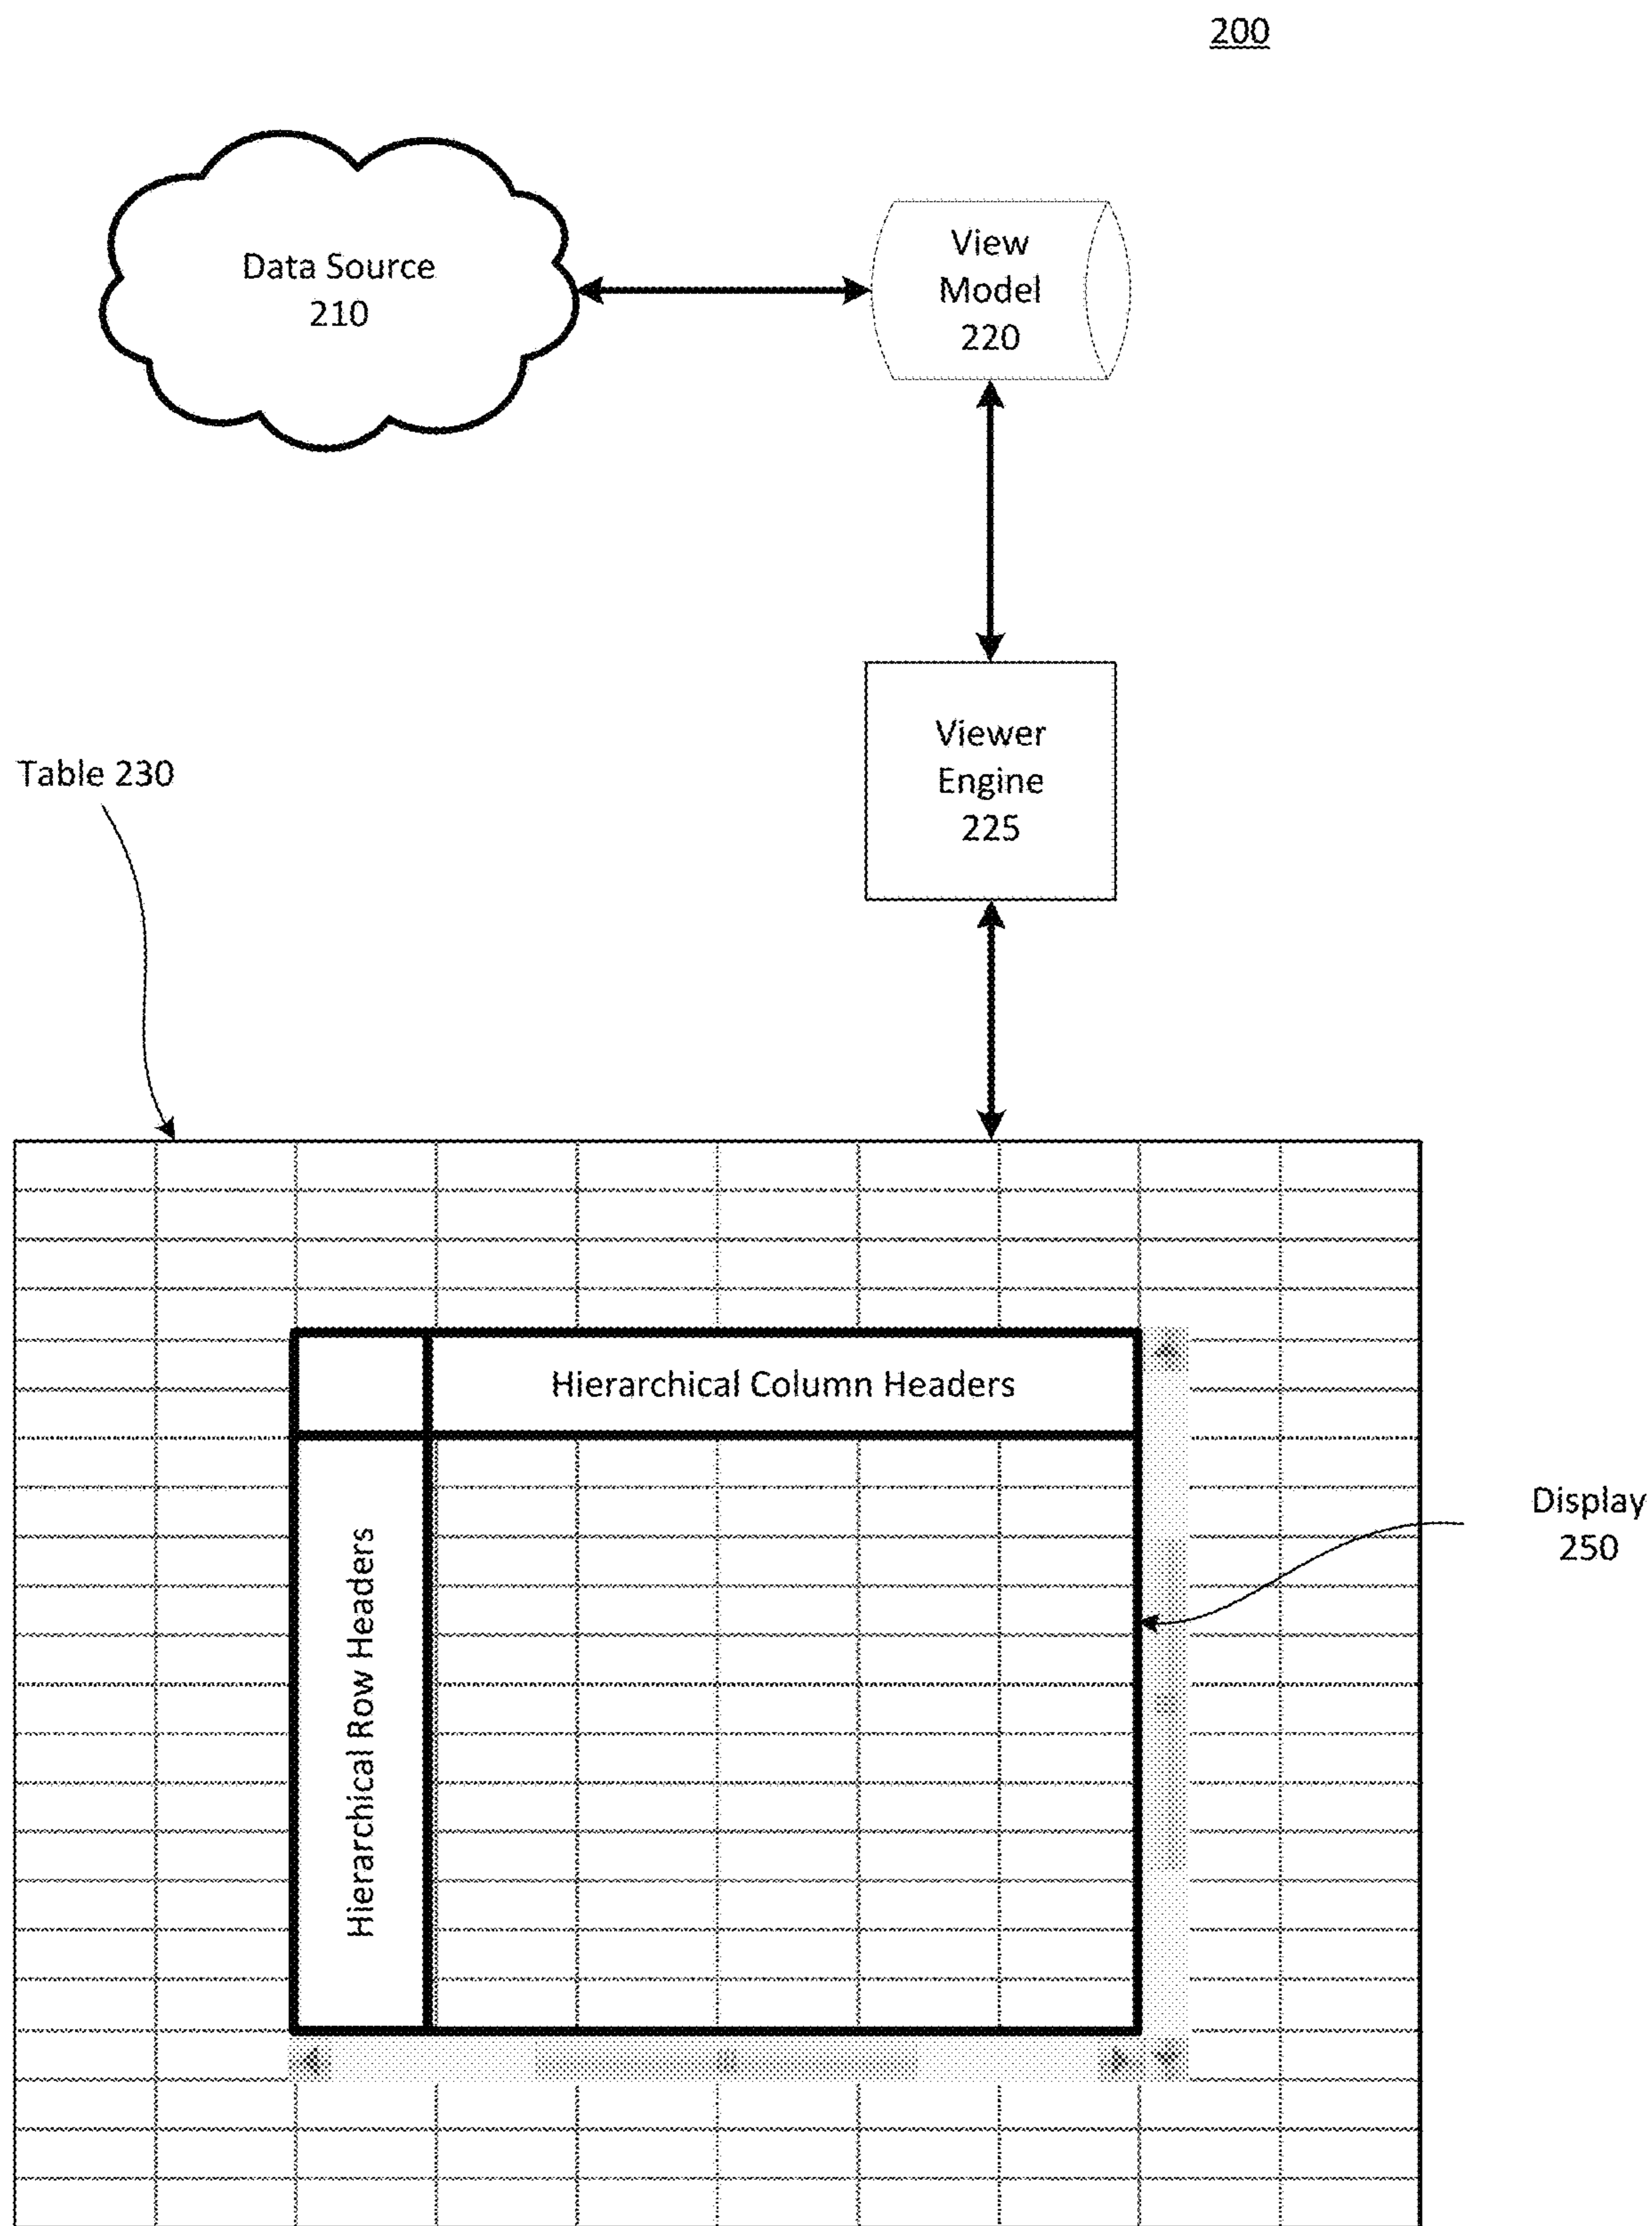 200
Data Source
210
View
Model
220
Viewer
Engine
225
Table 230
Hierarchical Column Headers
Hierarchical Row Headers
Display
250